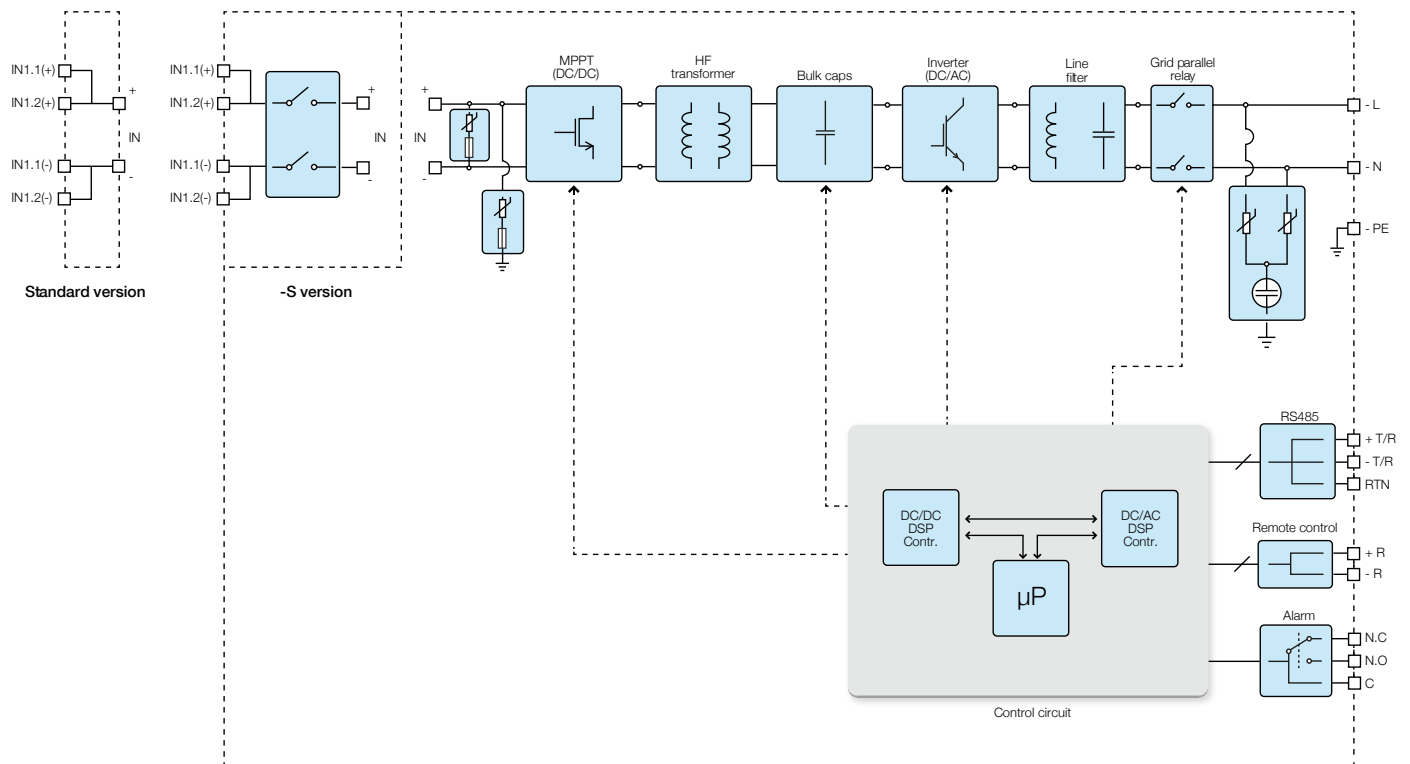 IN1.1(+)
IN1.2(+)
+
IN
IN1.1(-)
-
IN1.2(-)
Standard version
IN1.1(+)
IN1.2(+)
+
IN
IN1.1(-)
-
IN1.2(-)
-S version
+
IN
-
MPPT
(DC/DC)
HF
transformer
Bulk caps
Inverter
(DC/AC)
Line
filter
Grid parallel
relay
- L
- N
- PE
RS485
+ T/R
- T/R
RTN
Remote control
+ R
- R
Alarm
N.C
N.O
C
DC/DC
DSP
Contr.
DC/AC
DSP
Contr.
µP
Control circuit